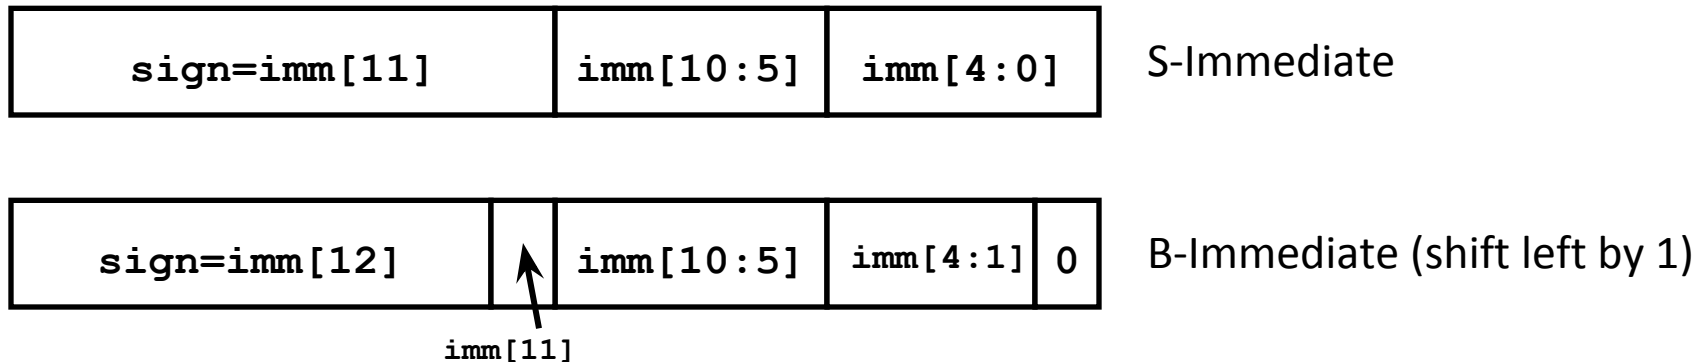 sign=imm[11] imm[10:5] imm[4:0] S-Immediate
sign=imm[12] imm[10:5] imm[4:1] 0 B-Immediate (shift left by 1)
imm[11]